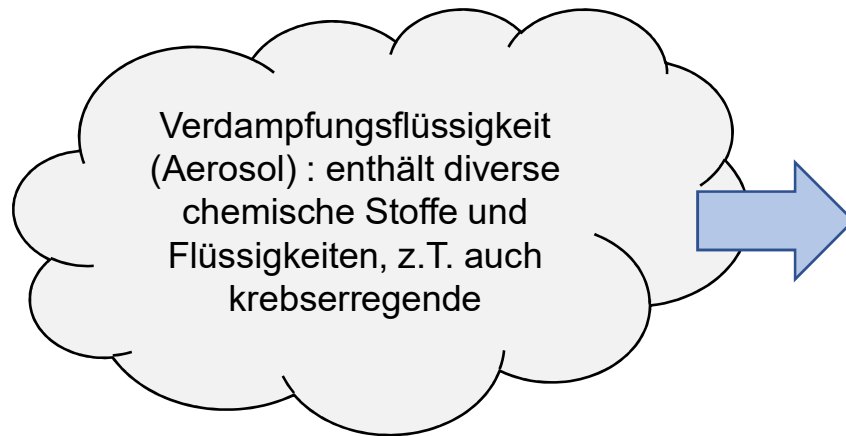 Verdampfungsflüssigkeit
(Aerosol) : enthält diverse
chemische Stoffe und
Flüssigkeiten, z.T. auch
krebserregende